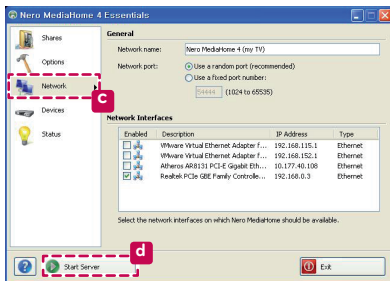 Nero MediaHome 4 Essentials
Shares
Options
Network
Devices
Status
General
Network name:
Nero MediaHome 4 (my TV)
Network port:
Use a random port (recommended)
Use a fixed port number:
54444
(1024 to 65535)
Network Interfaces
Enabled Description IP Address Type
VMware Virtual Ethernet Adapter f... 192.168.115.1 Ethernet
VMware Virtual Ethernet Adapter f... 192.168.152.1 Ethernet
Atheros AR8131 PCI-E Gigabit Eth... 10.177.40.108 Ethernet
Realtek PCIe GBE Family Controlle... 192.168.0.3 Ethernet
Select the network interfaces on which Nero MediaHome should be available.
c
d
Start Server
Exit